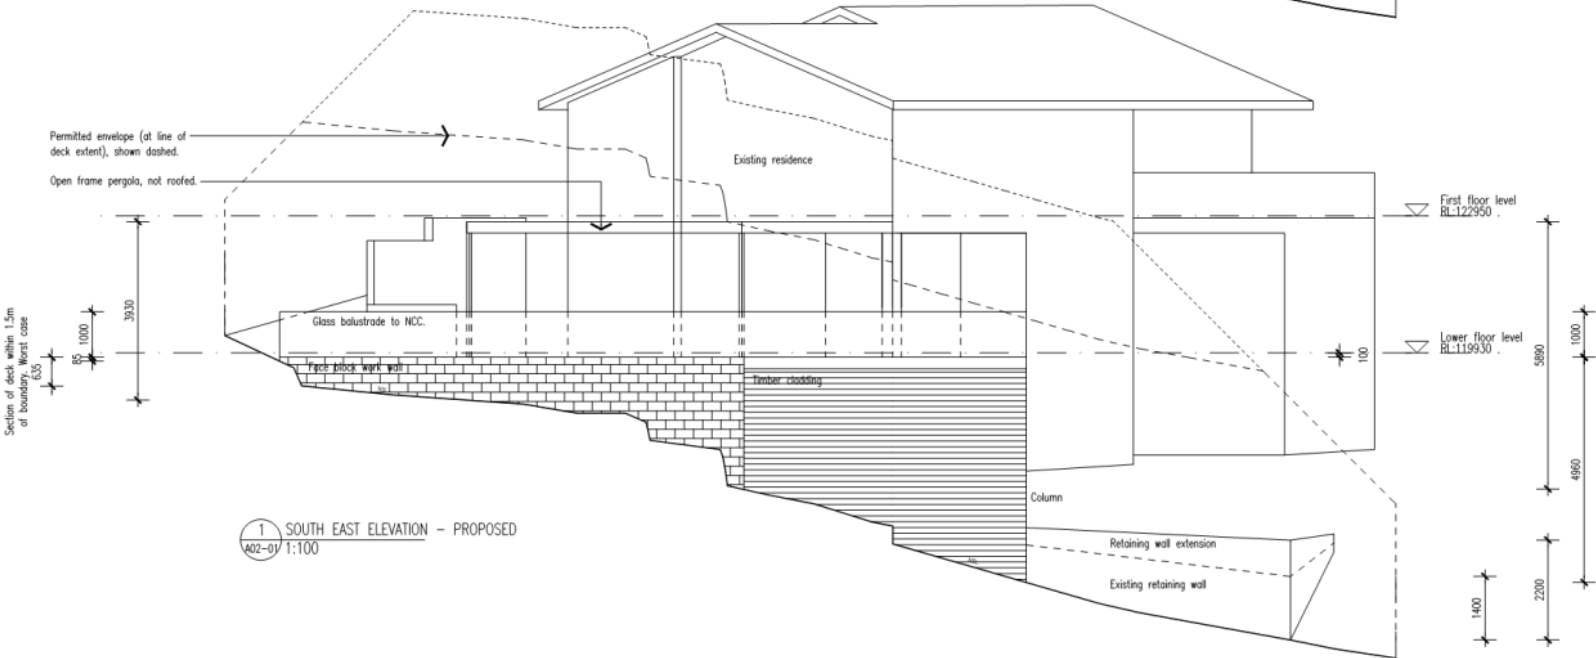 Permitted envelope (at line of
deck extent), shown dashed.
Open frame pergola, not roofed.
Existing residence
First floor level
RL:122950
Lower floor level
RL:119930
Glass balustrade to NCC.
Face block work wall
Timber cladding
Column
Retaining wall extension
Existing retaining wall
Section of deck within 1.5m
of boundary. Worst case
635
85
1000
3930
100
5890
1000
4960
2200
1400
1
A02-01
SOUTH EAST ELEVATION - PROPOSED
1:100